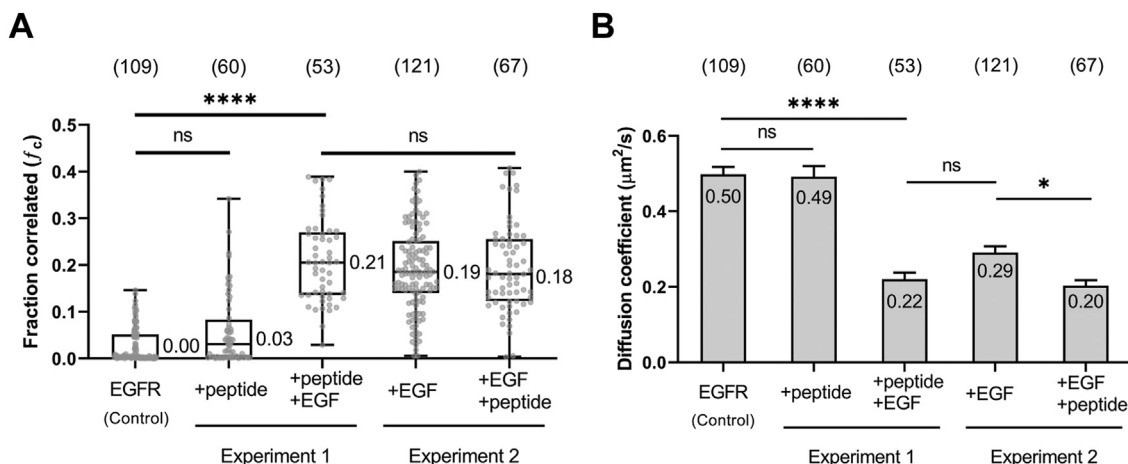 A
(109) (60) (53) (121) (67)
****
ns
ns
Fraction correlated (f c)
0.5
0.4
0.3
0.2
0.1
0.0
0.00
0.03
0.21
0.19
0.18
EGFR
(Control)
+peptide
+peptide
+EGF
+EGF
+EGF
+peptide
Experiment 1
Experiment 2
B
(109) (60) (53) (121) (67)
****
ns
ns
*
Diffusion coefficient (μm²/s)
0.6
0.4
0.2
0.0
0.50
0.49
0.22
0.29
0.20
EGFR
(Control)
+peptide
+peptide
+EGF
+EGF
+EGF
+peptide
Experiment 1
Experiment 2